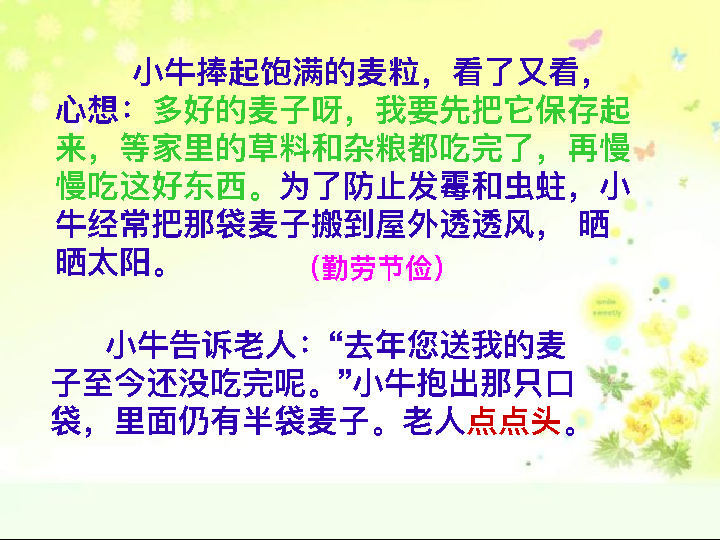 小牛捧起饱满的麦粒，看了又看，
心想：多好的麦子呀，我要先把它保存起
来，等家里的草料和杂粮都吃完了，再慢
慢吃这好东西。为了防止发霉和虫蛀，小
牛经常把那袋麦子搬到屋外透透风， 晒
晒太阳。 （勤劳节俭）
小牛告诉老人：“去年您送我的麦
子至今还没吃完呢。”小牛抱出那只口
袋，里面仍有半袋麦子。老人点点头。
smile
sweetly